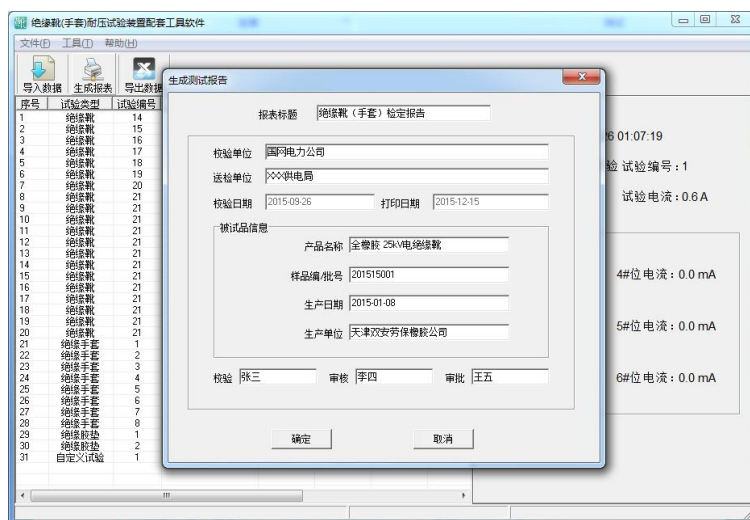 绝缘靴(手套)耐压试验装置配套工具软件
文件(F) 工具(T) 帮助(H)
导入数据 生成报表 导出数据
序号 试验类型 试验编号
1 绝缘靴 14
2 绝缘靴 15
3 绝缘靴 16
4 绝缘靴 17
5 绝缘靴 18
6 绝缘靴 19
7 绝缘靴 20
8 绝缘靴 21
9 绝缘靴 21
10 绝缘靴 21
11 绝缘靴 21
12 绝缘靴 21
13 绝缘靴 21
14 绝缘靴 21
15 绝缘靴 21
16 绝缘靴 21
17 绝缘靴 21
18 绝缘靴 21
19 绝缘靴 21
20 绝缘靴 21
21 绝缘手套 1
22 绝缘手套 2
23 绝缘手套 3
24 绝缘手套 4
25 绝缘手套 5
26 绝缘手套 6
27 绝缘手套 7
28 绝缘手套 8
29 绝缘胶垫 1
30 绝缘胶垫 2
31 自定义试验 1
生成测试报告
报表标题 绝缘靴（手套）检定报告
校验单位 国网电力公司
送检单位 XXX供电局
校验日期 2015-09-26 打印日期 2015-12-15
被试品信息
产品名称 全橡胶 25kV电绝缘靴
样品编/批号 201515001
生产日期 2015-01-08
生产单位 天津双安劳保橡胶公司
校验 张三 审核 李四 审批 王五
确定 取消
6 01:07:19
验 试验编号：1
试验电流：0.6 A
4#位电流：0.0 mA
5#位电流：0.0 mA
6#位电流：0.0 mA